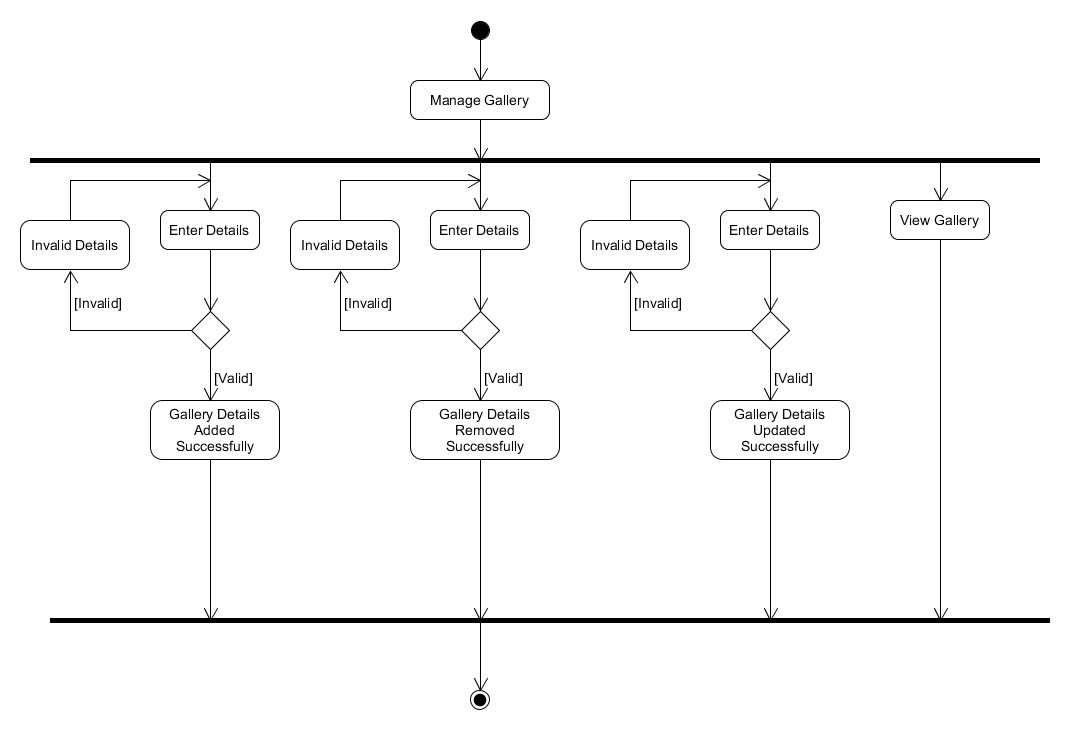 Manage Gallery
Invalid Details
Enter Details
Invalid Details
Enter Details
Invalid Details
Enter Details
View Gallery
[Invalid]
[Invalid]
[Invalid]
[Valid]
[Valid]
[Valid]
Gallery Details
Added
Successfully
Gallery Details
Removed
Successfully
Gallery Details
Updated
Successfully